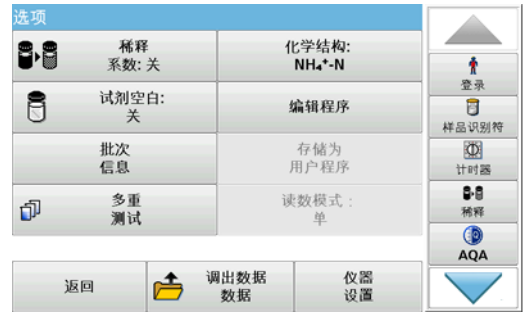 选项
稀释
系数: 关
化学结构:
NH₄⁺-N
试剂空白:
关
编辑程序
批次
信息
存储为
用户程序
多重
测试
读数模式 :
单
返回
调出数据
数据
仪器
设置
登录
样品识别符
计时器
稀释
AQA